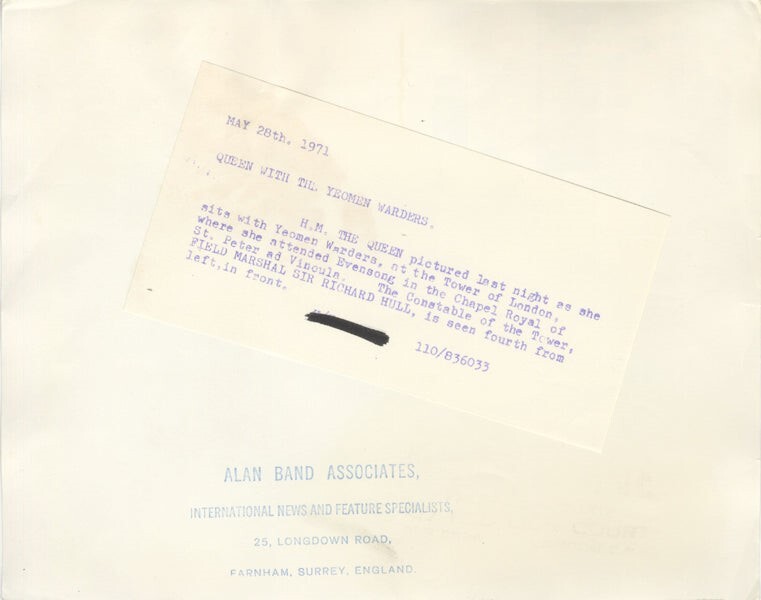 MAY 28th. 1971
QUEEN WITH THE YEOMEN WARDERS.
H.M. THE QUEEN pictured last night as she
sits with Yeomen Warders, at the Tower of London,
where she attended Evensong in the Chapel Royal of
St. Peter ad Vincula. The Constable of the Tower,
FIELD MARSHAL SIR RICHARD HULL, is seen fourth from
left,in front.
110/836033
ALAN BAND ASSOCIATES,
INTERNATIONAL NEWS AND FEATURE SPECIALISTS,
25, LONGDOWN ROAD,
FARNHAM, SURREY, ENGLAND.